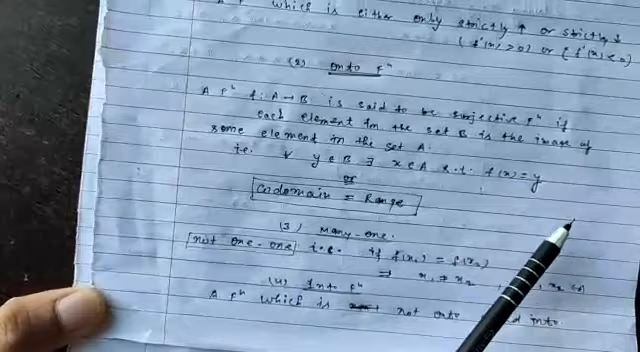 A Fⁿ which is either only strictly ↑ or strictly ↓
(f'(x) > 0) or (f'(x) < 0)
(2) Onto Fⁿ
A Fⁿ f: A → B is said to be surjective Fⁿ if
each element in the set B is the image of
some element in the set A.
i.e. ∀ y ∈ B ∃ x ∈ A s.t. f(x) = y
or
Codomain = Range
(3) Many-one.
not one-one i.e. if f(x₁) = f(x₂)
⇒ x₁ ≠ x₂
(4) Into Fⁿ
A Fⁿ which is not onto into.